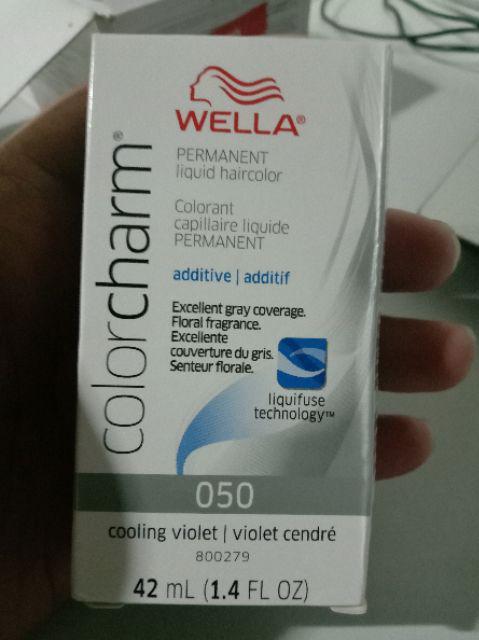 WELLA®
PERMANENT
liquid haircolor
Colorant
capillaire liquide
PERMANENT
additive | additif
Excellent gray coverage.
Floral fragrance.
Excellente
couverture du gris.
Senteur florale.
liquifuse
technology™
colorcharm®
050
cooling violet | violet cendré
800279
42 mL (1.4 FL OZ)